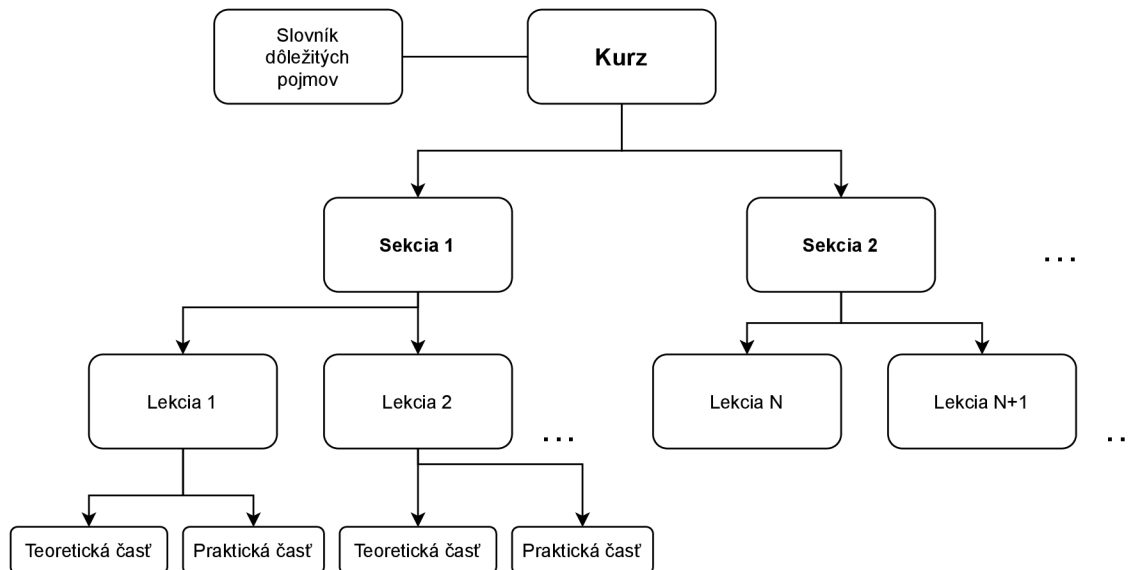 Slovník
dôležitých
pojmov
Kurz
Sekcia 1
Sekcia 2
...
Lekcia 1
Lekcia 2
...
Lekcia N
Lekcia N+1
..
Teoretická časť
Praktická časť
Teoretická časť
Praktická časť